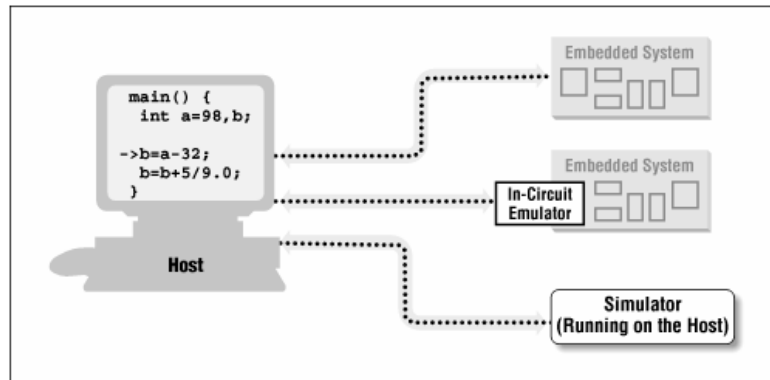 main() {
int a=98,b;
->b=a-32;
b=b+5/9.0;
}
Host
Embedded System
Embedded System
In-Circuit
Emulator
Simulator
(Running on the Host)